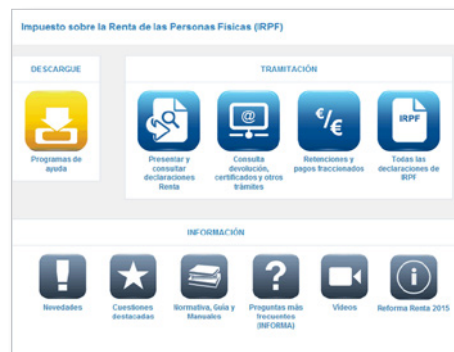 Impuesto sobre la Renta de las Personas Físicas (IRPF)
DESCARGUE
Programas de
ayuda
TRAMITACIÓN
Presentar y
consultar
declaraciones
Renta
@
Consulta
devolución,
certificados y otros
trámites
€/€
Retenciones y
pagos fraccionados
IRPF
Todas las
declaraciones de
IRPF
INFORMACIÓN
!
Novedades
Cuestiones
destacadas
Normativa, Guía y
Manuales
?
Preguntas más
frecuentes
(INFORMA)
Vídeos
i
Reforma Renta 2015